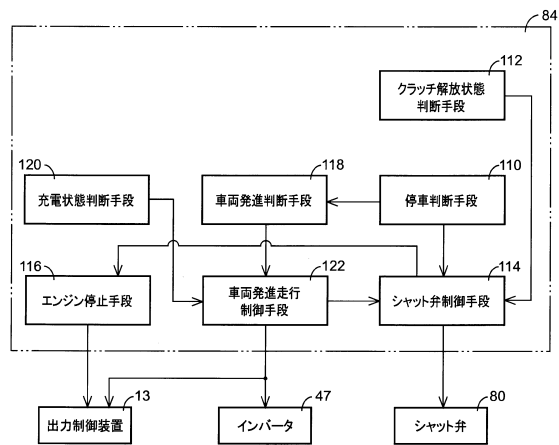 84
112
クラッチ解放状態
判断手段
120
118
110
充電状態判断手段
車両発進判断手段
停車判断手段
116
122
114
エンジン停止手段
車両発進走行
制御手段
シャット弁制御手段
13
47
80
出力制御装置
インバータ
シャット弁